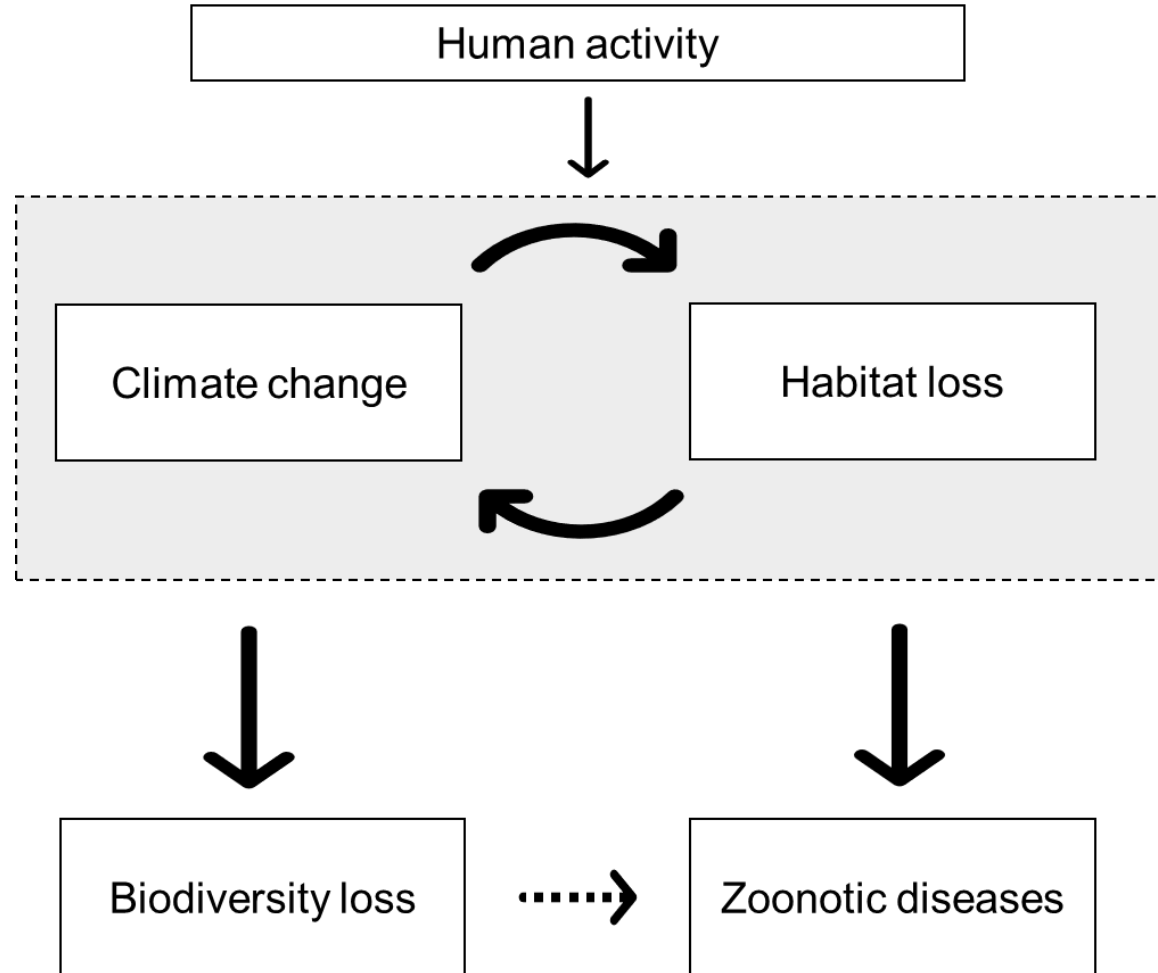 Human activity
Climate change
Habitat loss
Biodiversity loss
Zoonotic diseases